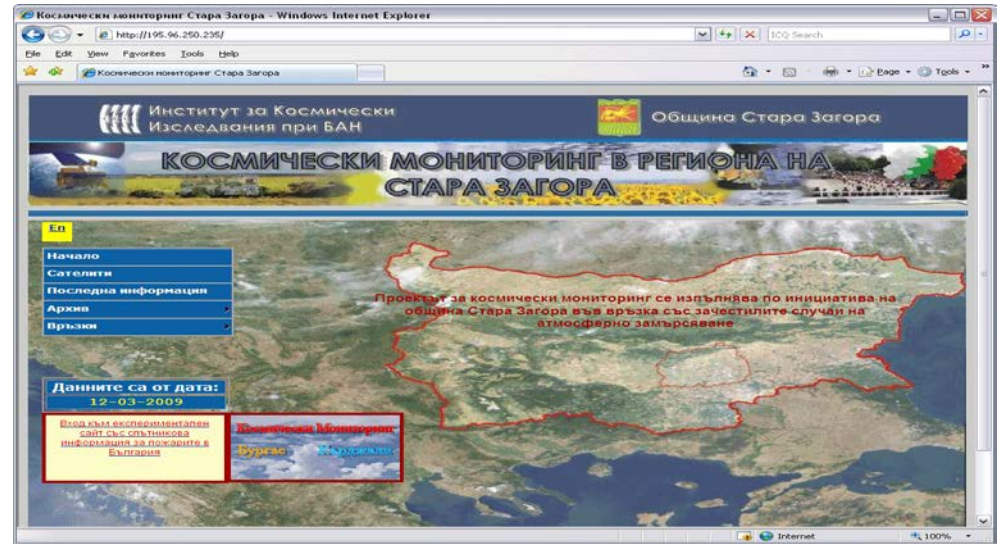 Космически мониторинг Стара Загора - Windows Internet Explorer
http://195.96.250.235/
ICQ Search
File Edit View Favorites Tools Help
Космически мониторинг Стара Загора
Page Tools
Институт за Космически
Изследвания при БАН
Община Стара Загора
КОСМИЧЕСКИ МОНИТОРИНГ В РЕГИОНА НА
СТАРА ЗАГОРА
En
Начало
Сателити
Последна информация
Архив
Връзки
Проектът за космически мониторинг се изпълнява по инициатива на
община Стара Загора във връзка със зачестилите случаи на
атмосферно замърсяване
Данните са от дата:
12-03-2009
Вход към експериментален
сайт със спътникова
информация за пожарите в
България
Космически Мониторинг
Бургас Кърджали
Internet
100%